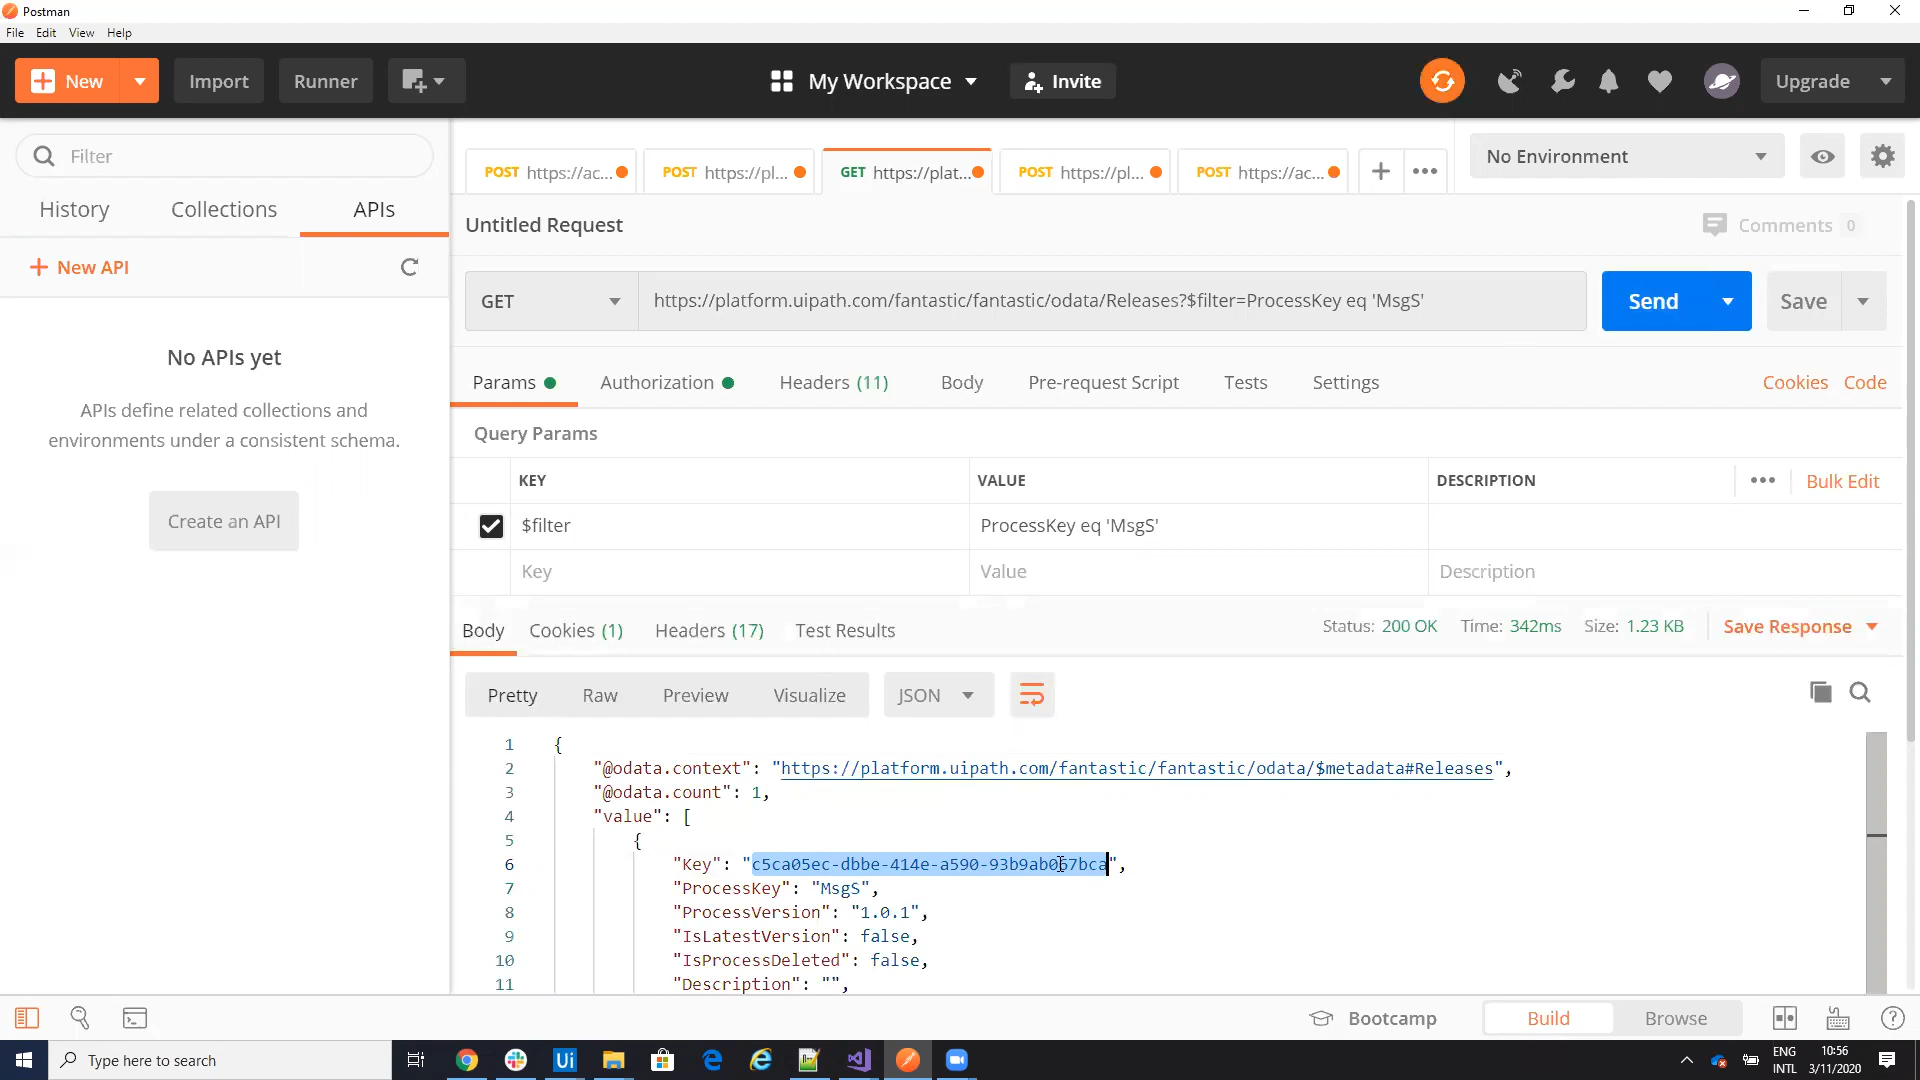 Postman
File Edit View Help
New Import Runner My Workspace Invite Upgrade
Filter
History Collections APIs
+ New API
No APIs yet
APIs define related collections and
environments under a consistent schema.
Create an API
POST https://ac... POST https://pl... GET https://plat... POST https://pl... POST https://ac... + ••• No Environment
Untitled Request Comments 0
GET https://platform.uipath.com/fantastic/fantastic/odata/Releases?$filter=ProcessKey eq 'MsgS' Send Save
Params Authorization Headers (11) Body Pre-request Script Tests Settings Cookies Code
Query Params
KEY VALUE DESCRIPTION ••• Bulk Edit
$filter ProcessKey eq 'MsgS'
Key Value Description
Body Cookies (1) Headers (17) Test Results Status: 200 OK Time: 342ms Size: 1.23 KB Save Response
Pretty Raw Preview Visualize JSON
1 {
2 "@odata.context": "https://platform.uipath.com/fantastic/fantastic/odata/$metadata#Releases",
3 "@odata.count": 1,
4 "value": [
5 {
6 "Key": "c5ca05ec-dbbe-414e-a590-93b9ab067bca",
7 "ProcessKey": "MsgS",
8 "ProcessVersion": "1.0.1",
9 "IsLatestVersion": false,
10 "IsProcessDeleted": false,
11 "Description": "",
Bootcamp Build Browse
Type here to search Ui ENG 10:56
INTL 3/11/2020